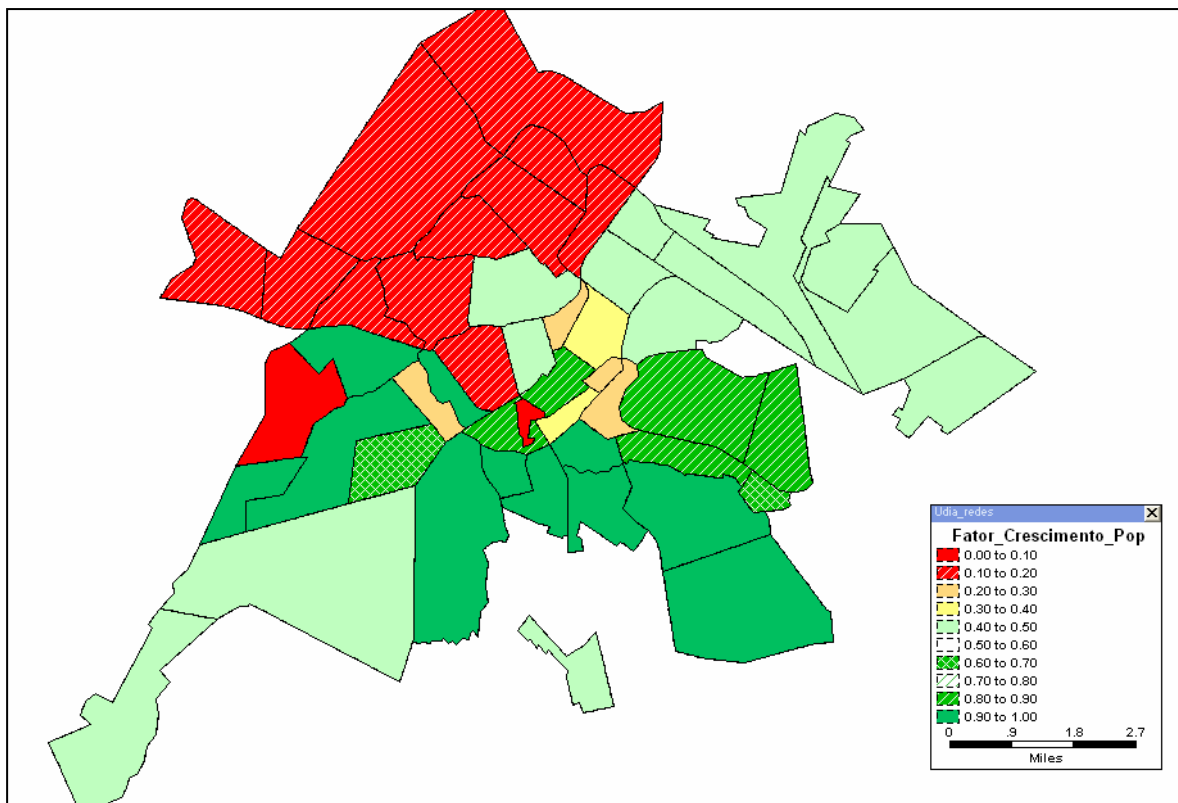 Udia_redes
Fator_Crescimento_Pop
0.00 to 0.10
0.10 to 0.20
0.20 to 0.30
0.30 to 0.40
0.40 to 0.50
0.50 to 0.60
0.60 to 0.70
0.70 to 0.80
0.80 to 0.90
0.90 to 1.00
0 .9 1.8 2.7
Miles